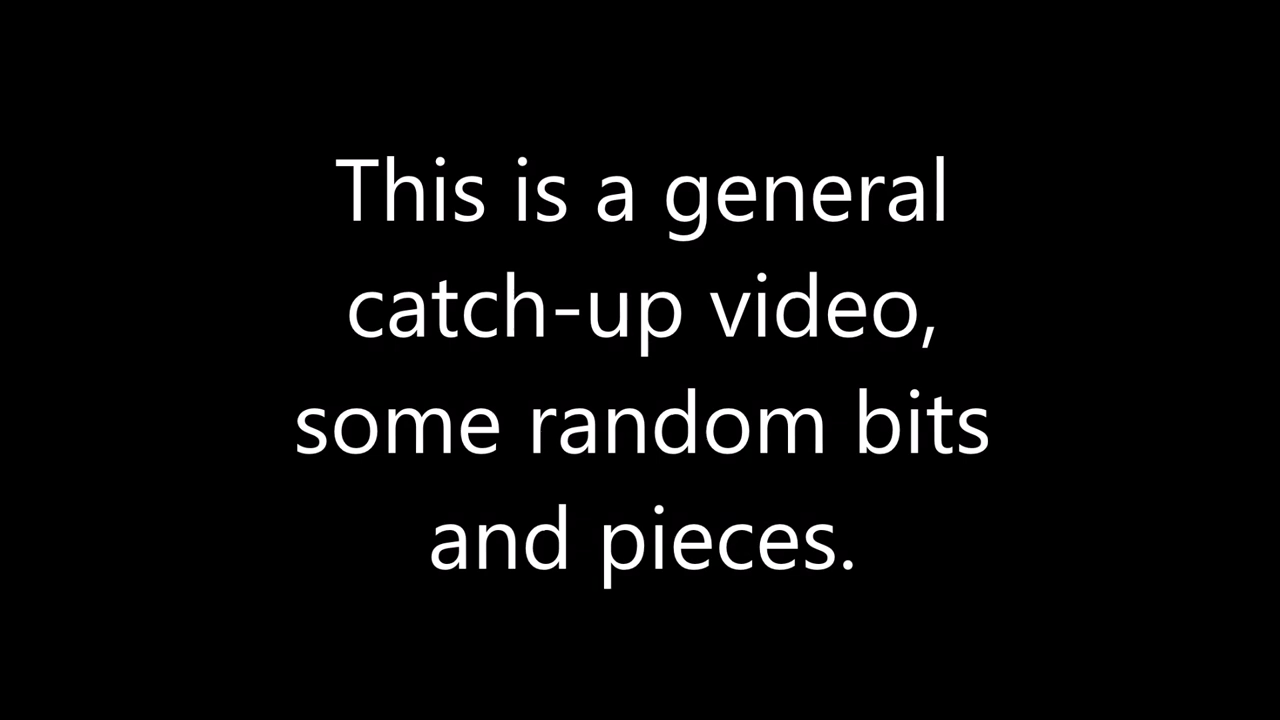 This is a general
catch-up video,
some random bits
and pieces.